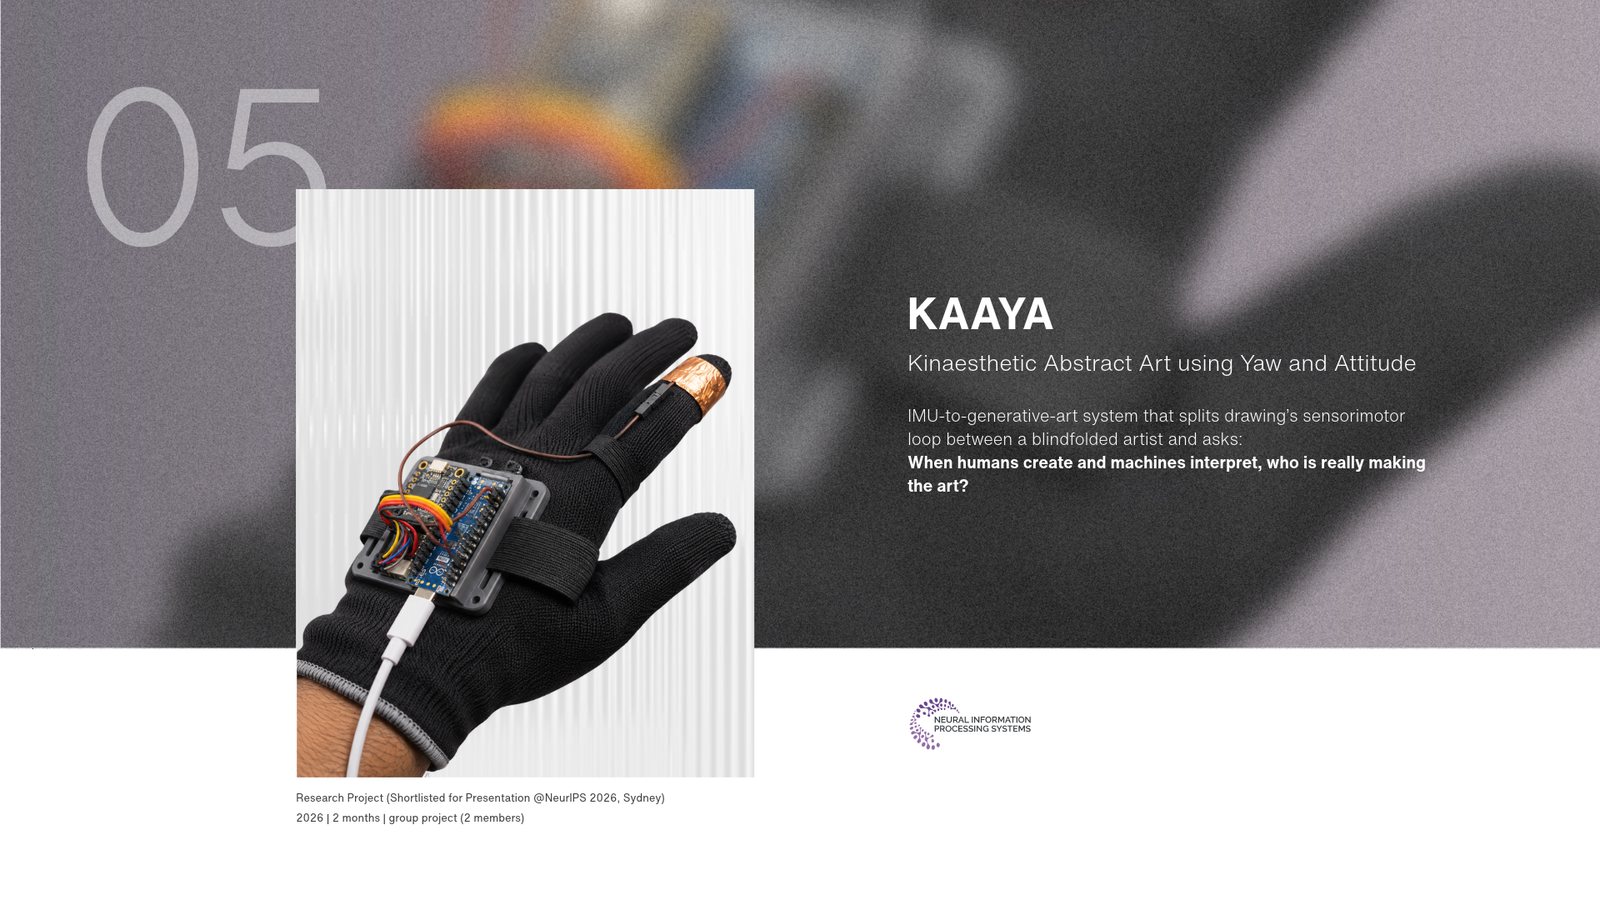 05
KAAYA
Kinaesthetic Abstract Art using Yaw and Attitude
IMU-to-generative-art system that splits drawing’s sensorimotor
loop between a blindfolded artist and asks:
When humans create and machines interpret, who is really making
the art?
NEURAL INFORMATION
PROCESSING SYSTEMS
Research Project (Shortlisted for Presentation @NeurIPS 2026, Sydney)
2026 | 2 months | group project (2 members)